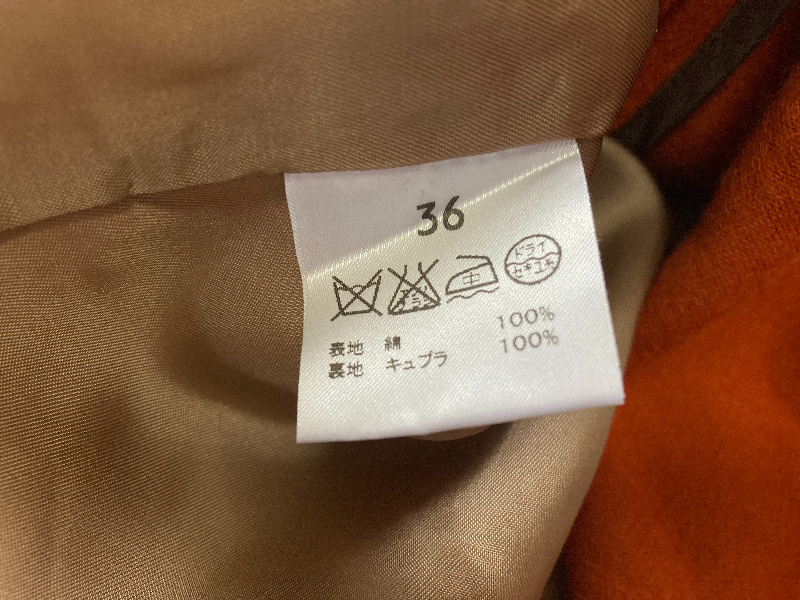 36
ドライ
セキユ系
中
表地 綿 100%
裏地 キュプラ 100%